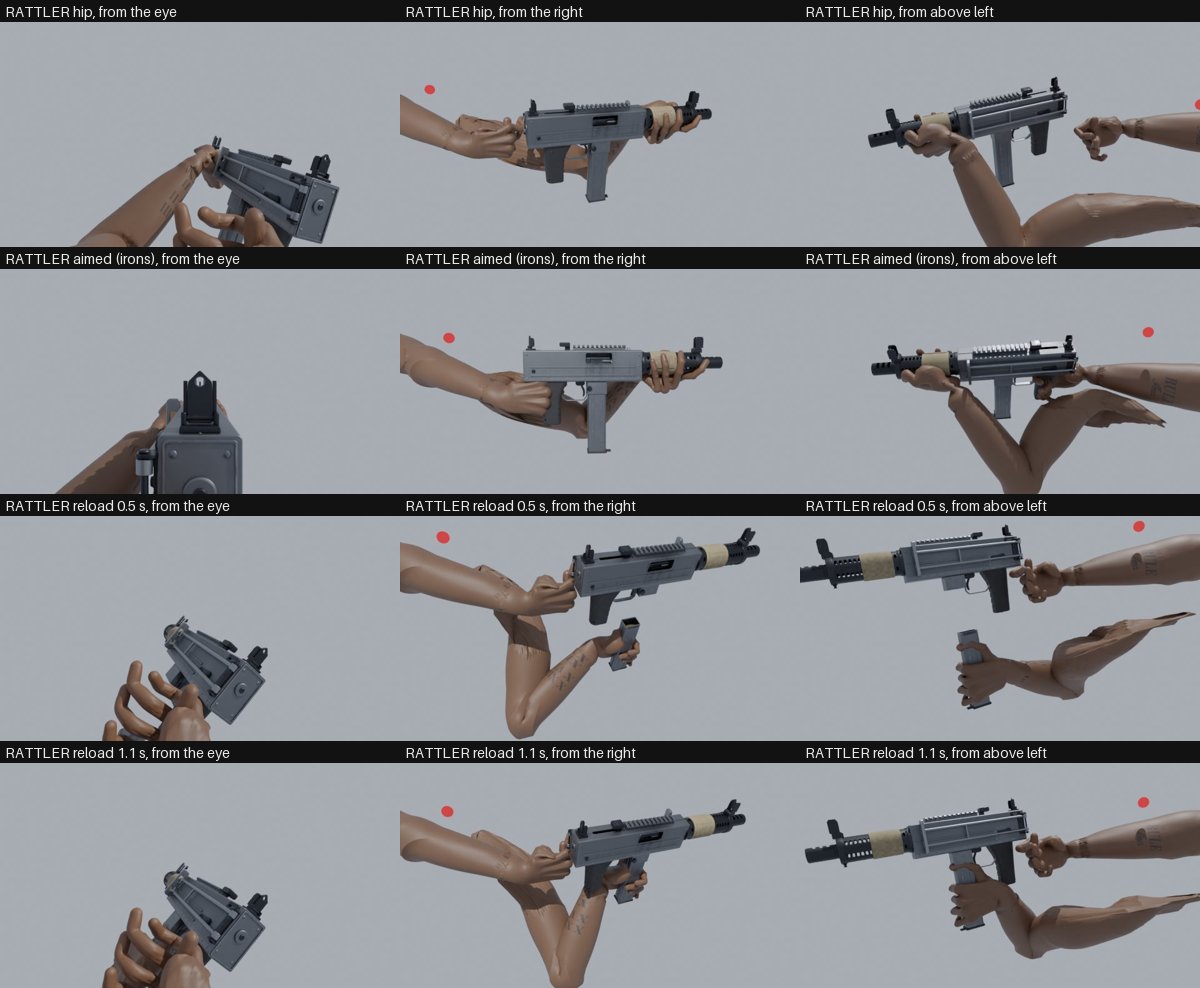 RATTLER hip, from the eye
RATTLER hip, from the right
RATTLER hip, from above left
RATTLER aimed (irons), from the eye
RATTLER aimed (irons), from the right
RATTLER aimed (irons), from above left
RATTLER reload 0.5 s, from the eye
RATTLER reload 0.5 s, from the right
RATTLER reload 0.5 s, from above left
RATTLER reload 1.1 s, from the eye
RATTLER reload 1.1 s, from the right
RATTLER reload 1.1 s, from above left